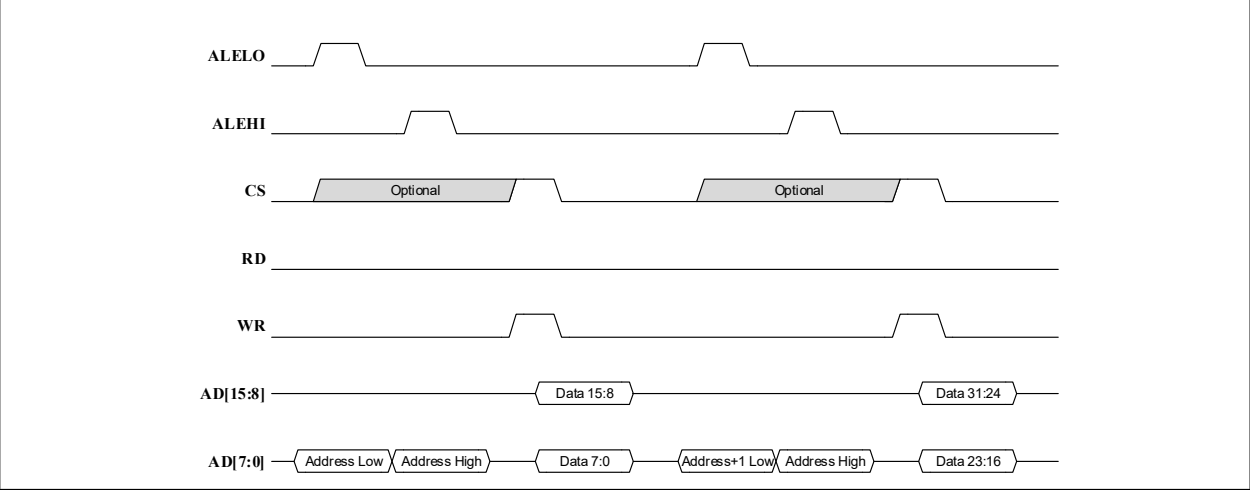 ALELO
ALEHI
CS Optional Optional
RD
WR
AD[15:8] Data 15:8 Data 31:24
AD[7:0] Address Low Address High Data 7:0 Address+1 Low Address High Data 23:16